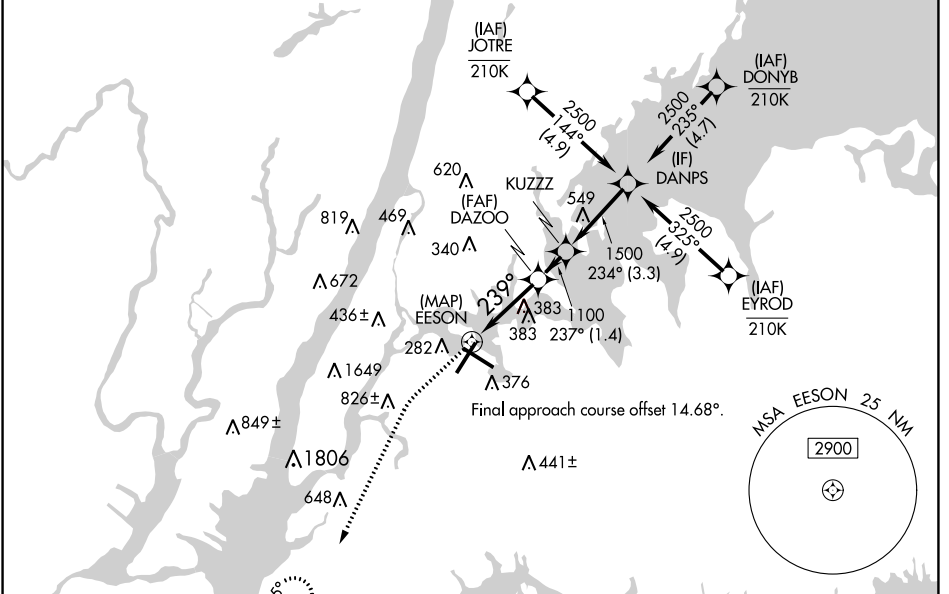 (IAF)
JOTRE
210K
(IAF)
DONYB
210K
2500
144°
(4.9)
2500
235°
(4.7)
(IF)
DANPS
620
KUZZZ
(FAF)
DAZOO
549
819
469
340
2500
325°
(4.9)
1500
234° (3.3)
672
239°
(IAF)
EYROD
210K
(MAP)
EESON
383
383
1100
237° (1.4)
436±
282
1649
376
826±
Final approach course offset 14.68°.
849±
1806
441±
648
MSA EESON 25 NM
2900
5°